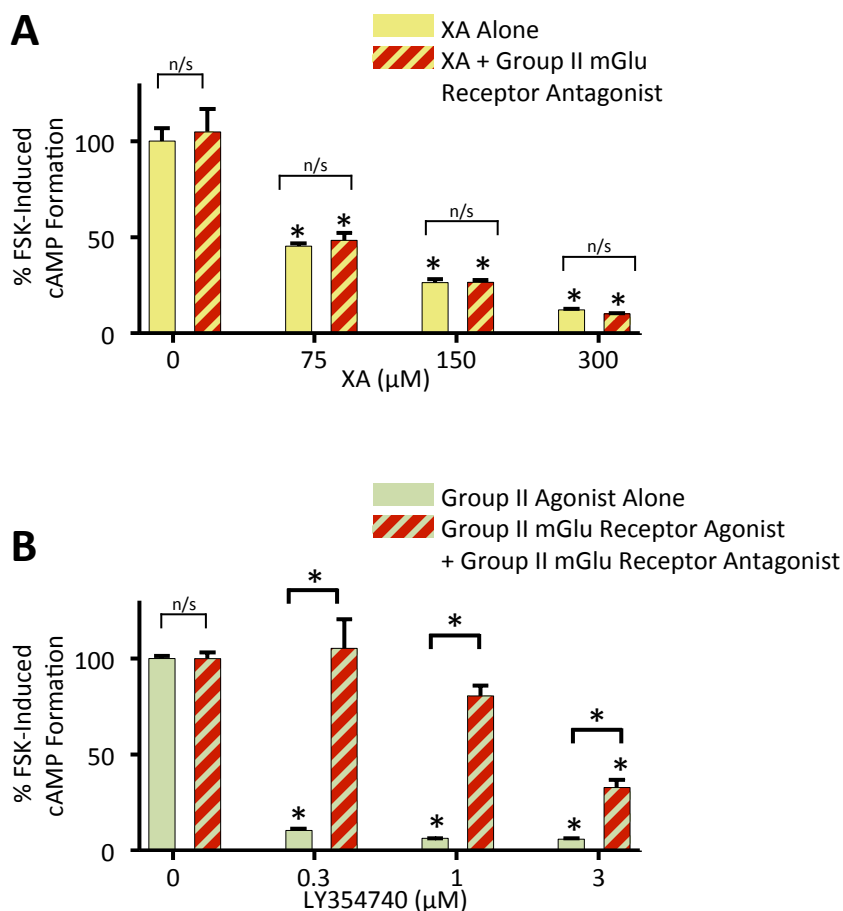 A
XA Alone
XA + Group II mGlu
Receptor Antagonist
% FSK-Induced
cAMP Formation
100
50
0
n/s
n/s
n/s
n/s
* *
* *
* *
0 75 150 300
XA (µM)
B
Group II Agonist Alone
Group II mGlu Receptor Agonist
+ Group II mGlu Receptor Antagonist
% FSK-Induced
cAMP Formation
100
50
0
n/s
*
*
*
*
*
* *
0 0.3 1 3
LY354740 (µM)